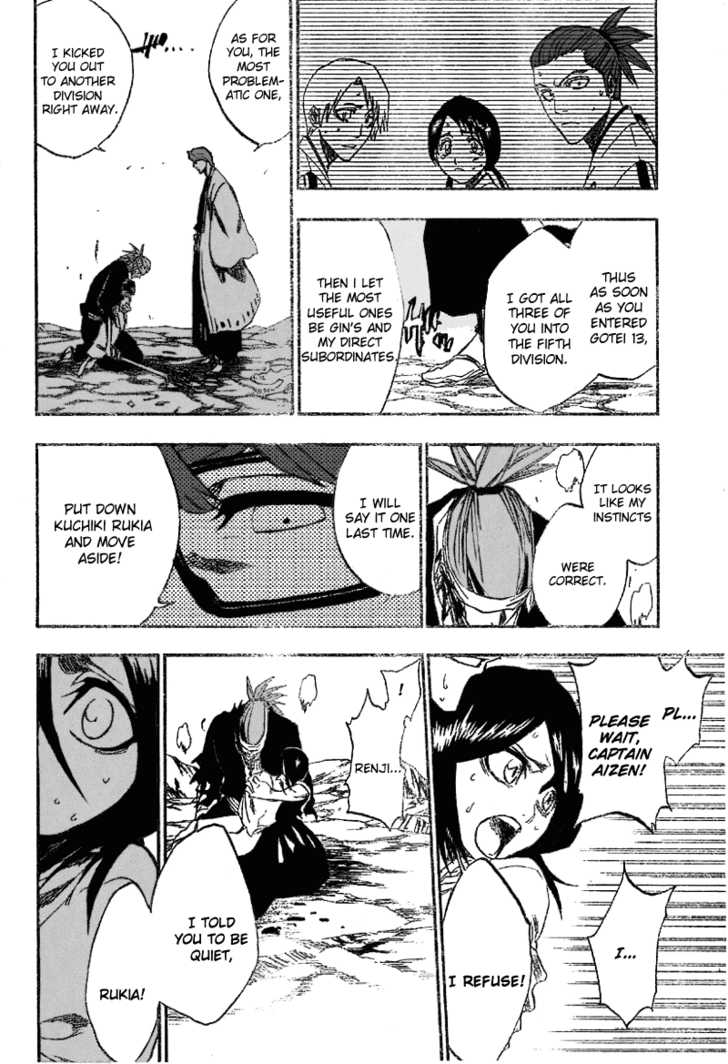 THUS
AS SOON
AS YOU
ENTERED
GOTEI 13,
I GOT ALL
THREE OF
YOU INTO
THE FIFTH
DIVISION.
THEN I LET
THE MOST
USEFUL ONES
BE GIN'S AND
MY DIRECT
SUBORDINATES.
AS FOR
YOU, THE
MOST
PROBLEM-
ATIC ONE,
I KICKED
YOU OUT
TO ANOTHER
DIVISION
RIGHT AWAY.
IT LOOKS
LIKE MY
INSTINCTS
WERE
CORRECT.
I WILL
SAY IT ONE
LAST TIME.
PUT DOWN
KUCHIKI RUKIA
AND MOVE
ASIDE!
PL...
PLEASE
WAIT,
CAPTAIN
AIZEN!
I...
I REFUSE!
!
RENJI...
I TOLD
YOU TO BE
QUIET,
RUKIA!